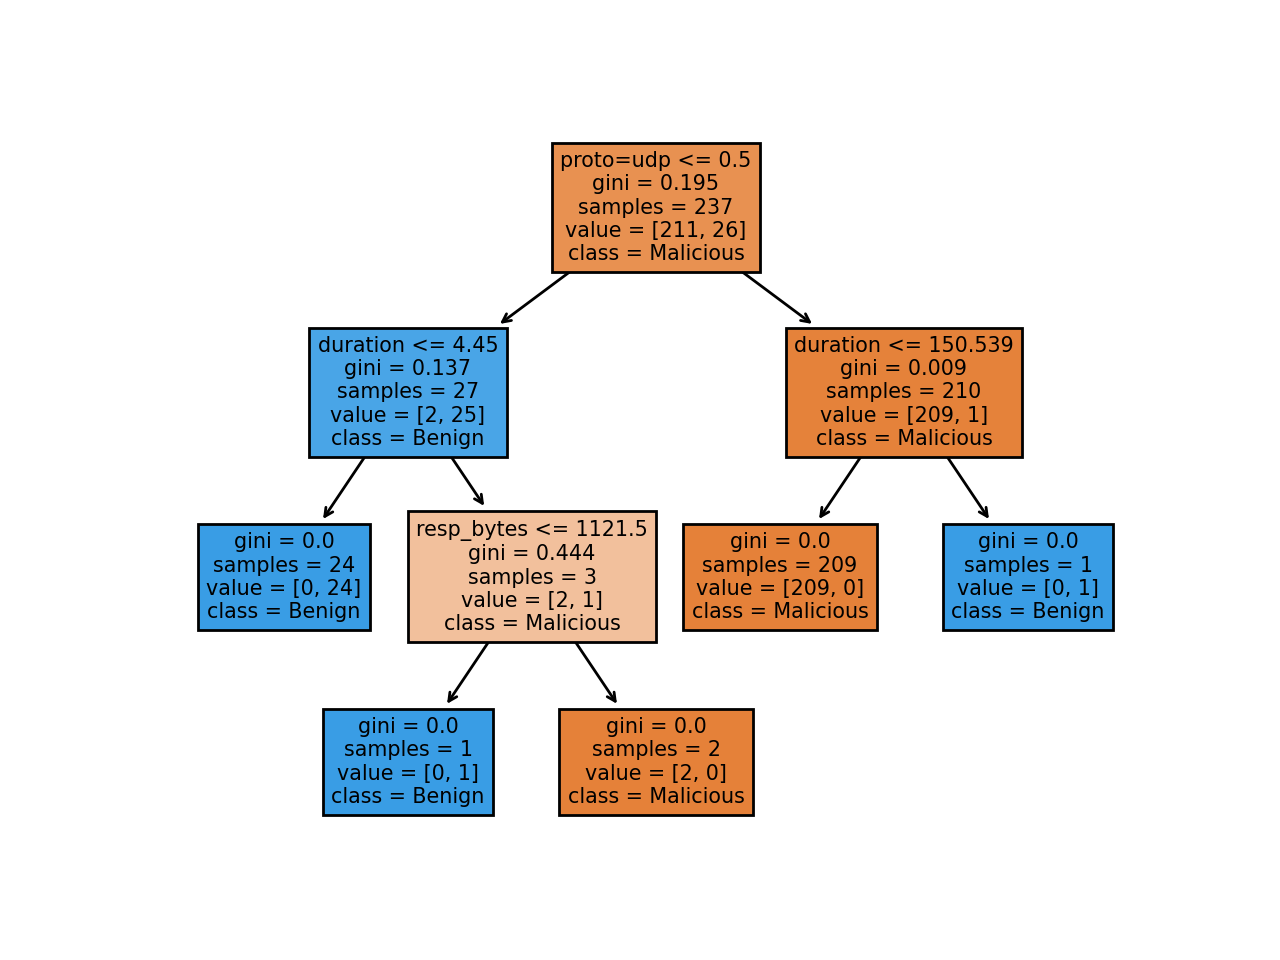 proto=udp <= 0.5
gini = 0.195
samples = 237
value = [211, 26]
class = Malicious
duration <= 4.45
gini = 0.137
samples = 27
value = [2, 25]
class = Benign
duration <= 150.539
gini = 0.009
samples = 210
value = [209, 1]
class = Malicious
gini = 0.0
samples = 24
value = [0, 24]
class = Benign
resp_bytes <= 1121.5
gini = 0.444
samples = 3
value = [2, 1]
class = Malicious
gini = 0.0
samples = 209
value = [209, 0]
class = Malicious
gini = 0.0
samples = 1
value = [0, 1]
class = Benign
gini = 0.0
samples = 1
value = [0, 1]
class = Benign
gini = 0.0
samples = 2
value = [2, 0]
class = Malicious